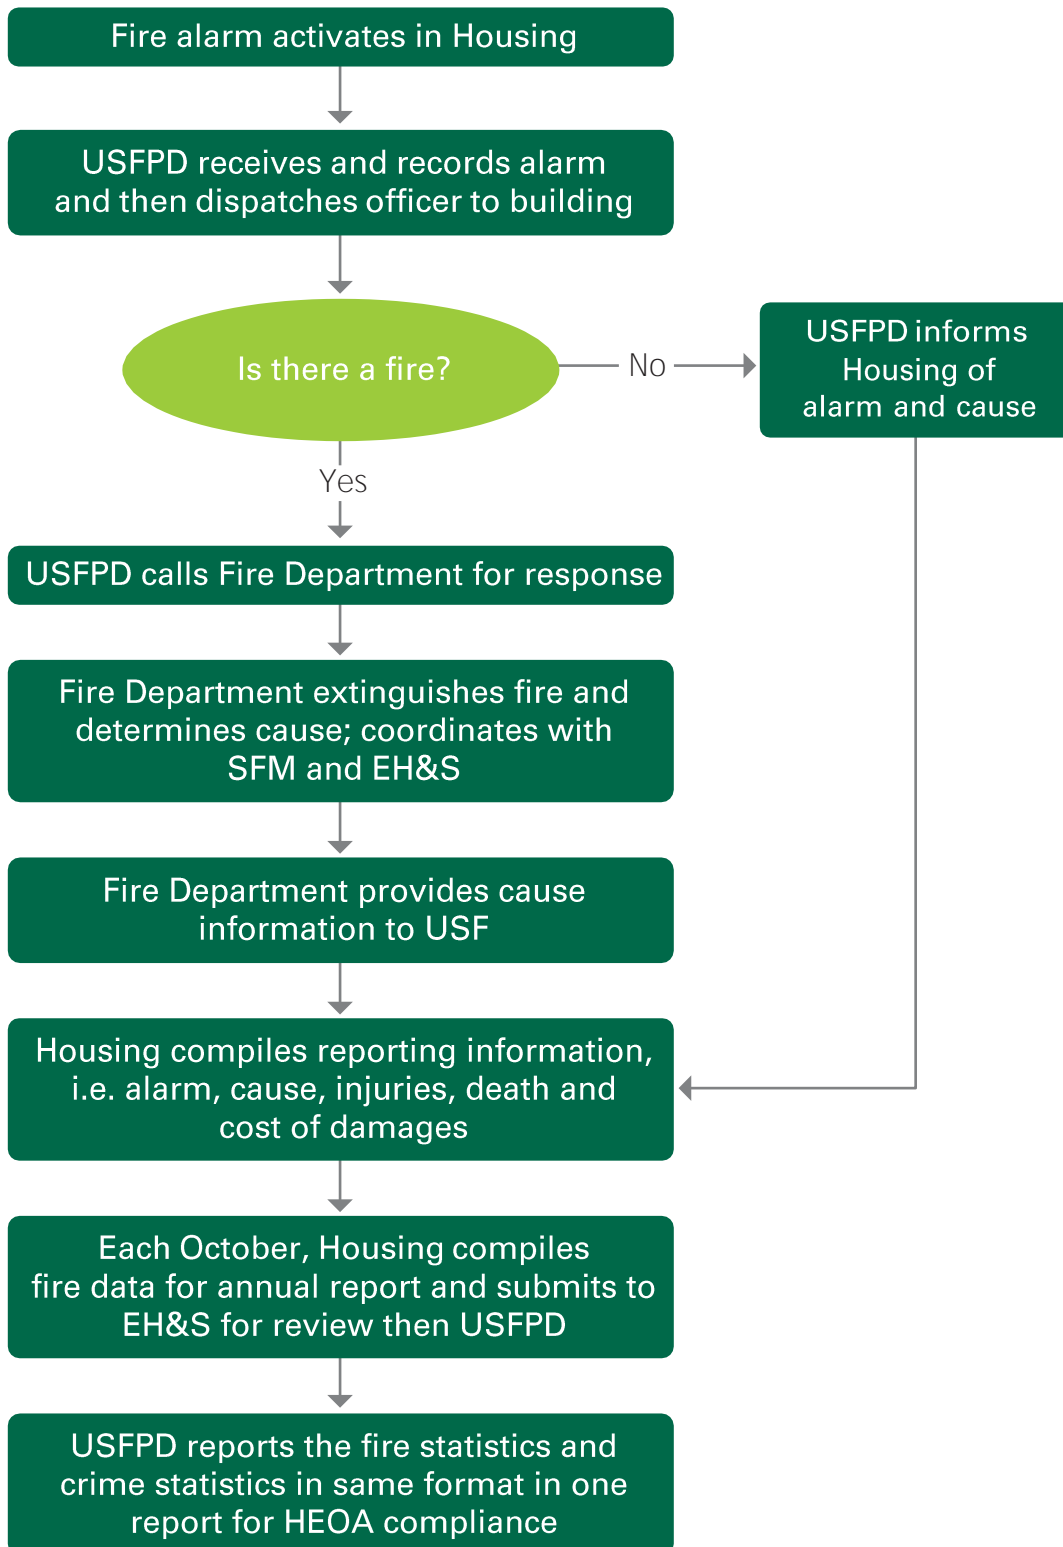 Fire alarm activates in Housing
USFPD receives and records alarm
and then dispatches officer to building
Is there a fire?
No
USFPD informs
Housing of
alarm and cause
Yes
USFPD calls Fire Department for response
Fire Department extinguishes fire and
determines cause; coordinates with
SFM and EH&S
Fire Department provides cause
information to USF
Housing compiles reporting information,
i.e. alarm, cause, injuries, death and
cost of damages
Each October, Housing compiles
fire data for annual report and submits to
EH&S for review then USFPD
USFPD reports the fire statistics and
crime statistics in same format in one
report for HEOA compliance